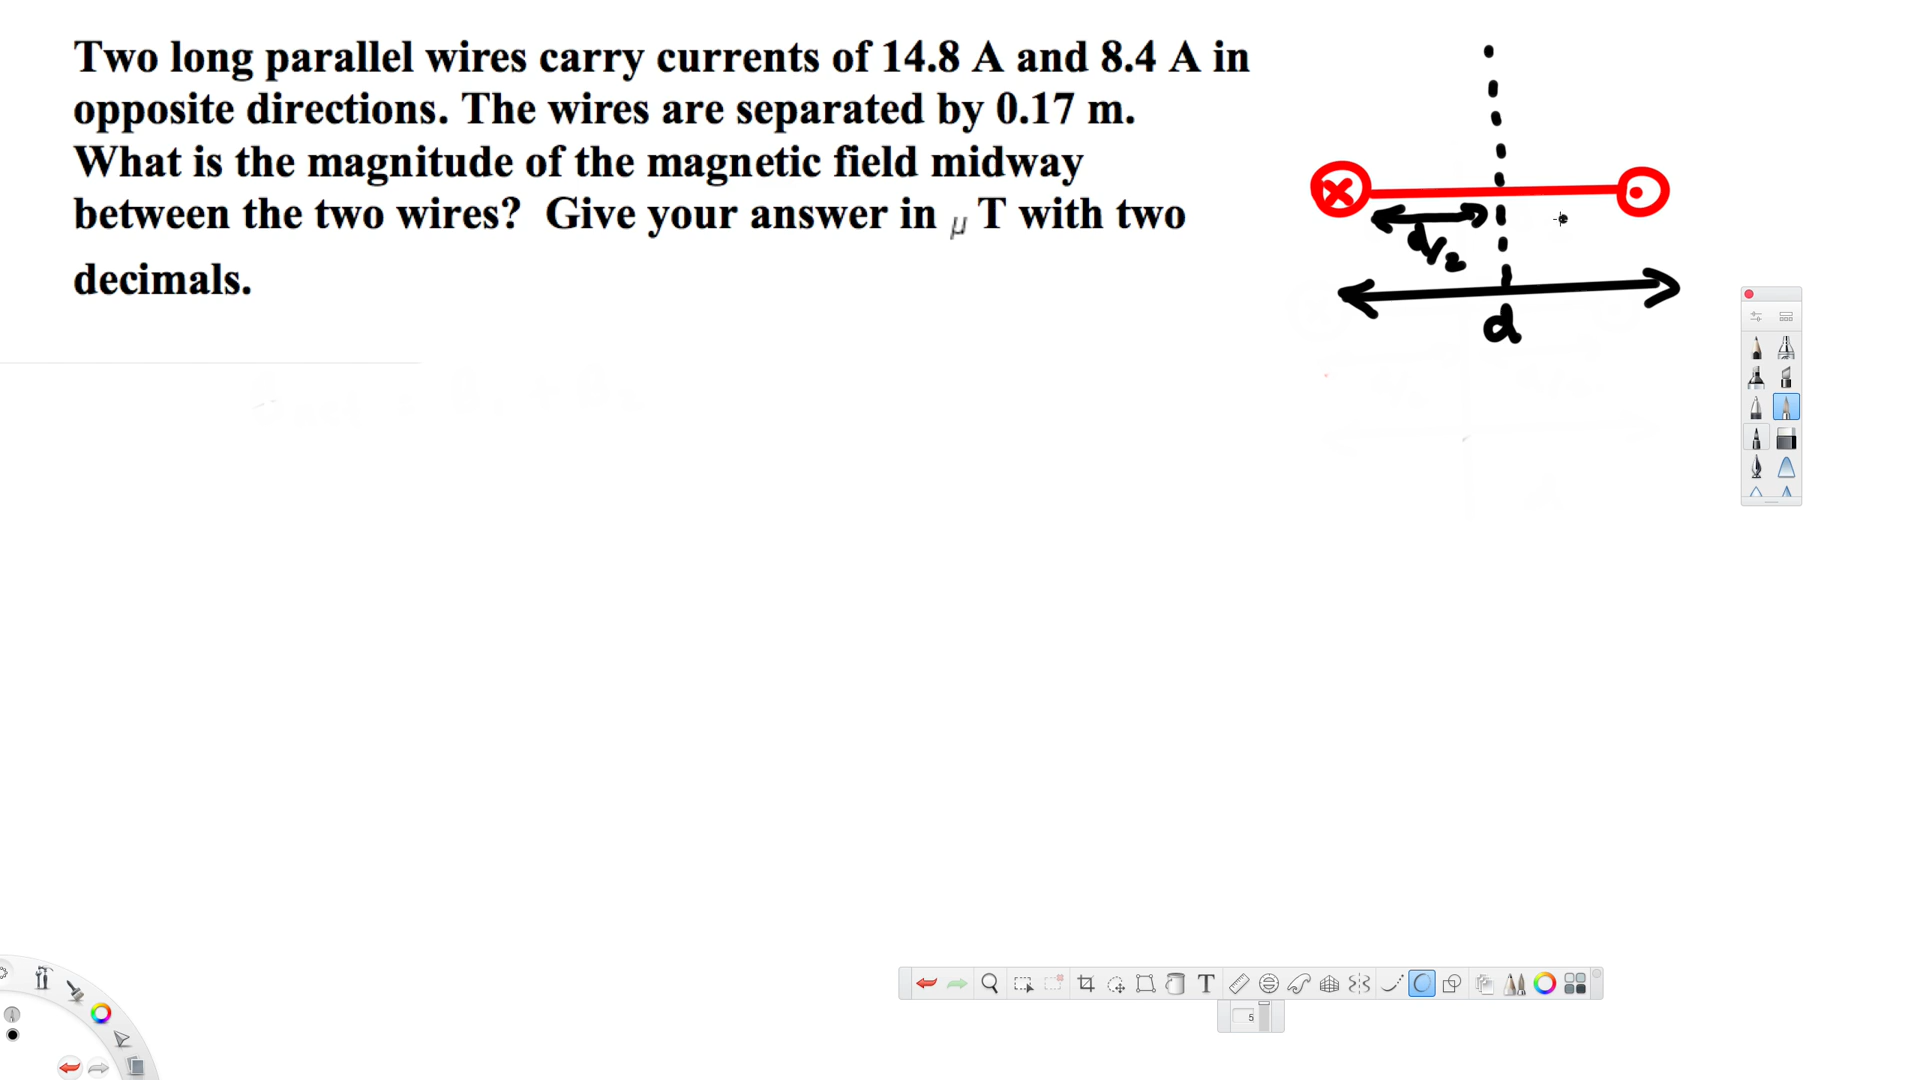 Two long parallel wires carry currents of 14.8 A and 8.4 A in
opposite directions. The wires are separated by 0.17 m.
What is the magnitude of the magnetic field midway
between the two wires? Give your answer in μ T with two
decimals.
d/2
d
T
5